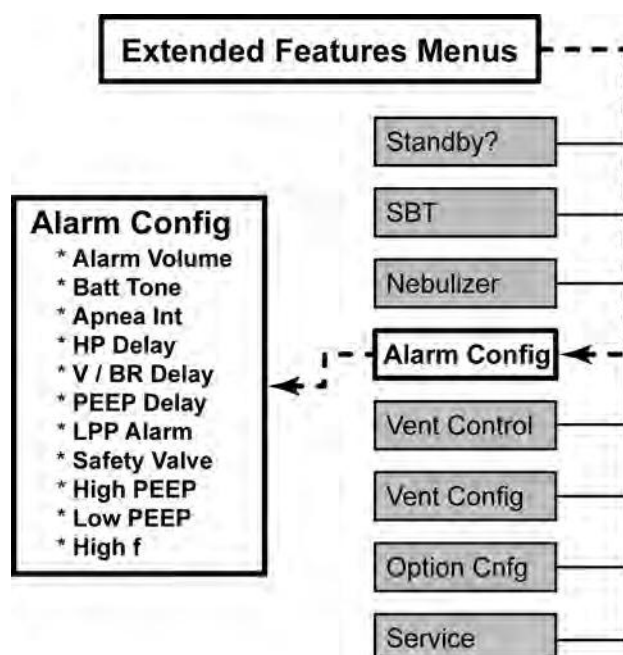 Extended Features Menus
Standby?
SBT
Nebulizer
Alarm Config
Vent Control
Vent Config
Option Cnfg
Service
Alarm Config
* Alarm Volume
* Batt Tone
* Apnea Int
* HP Delay
* V / BR Delay
* PEEP Delay
* LPP Alarm
* Safety Valve
* High PEEP
* Low PEEP
* High f